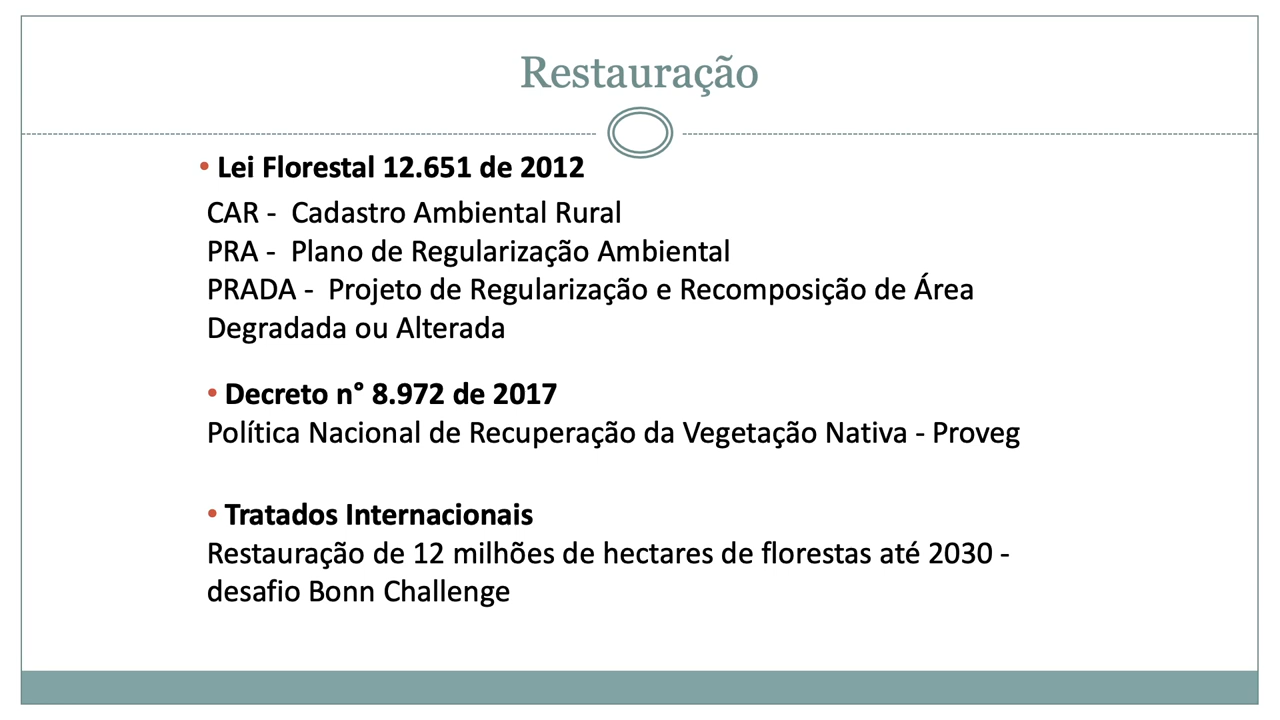 Restauração
• Lei Florestal 12.651 de 2012
CAR - Cadastro Ambiental Rural
PRA - Plano de Regularização Ambiental
PRADA - Projeto de Regularização e Recomposição de Área
Degradada ou Alterada
• Decreto n° 8.972 de 2017
Política Nacional de Recuperação da Vegetação Nativa - Proveg
• Tratados Internacionais
Restauração de 12 milhões de hectares de florestas até 2030 -
desafio Bonn Challenge